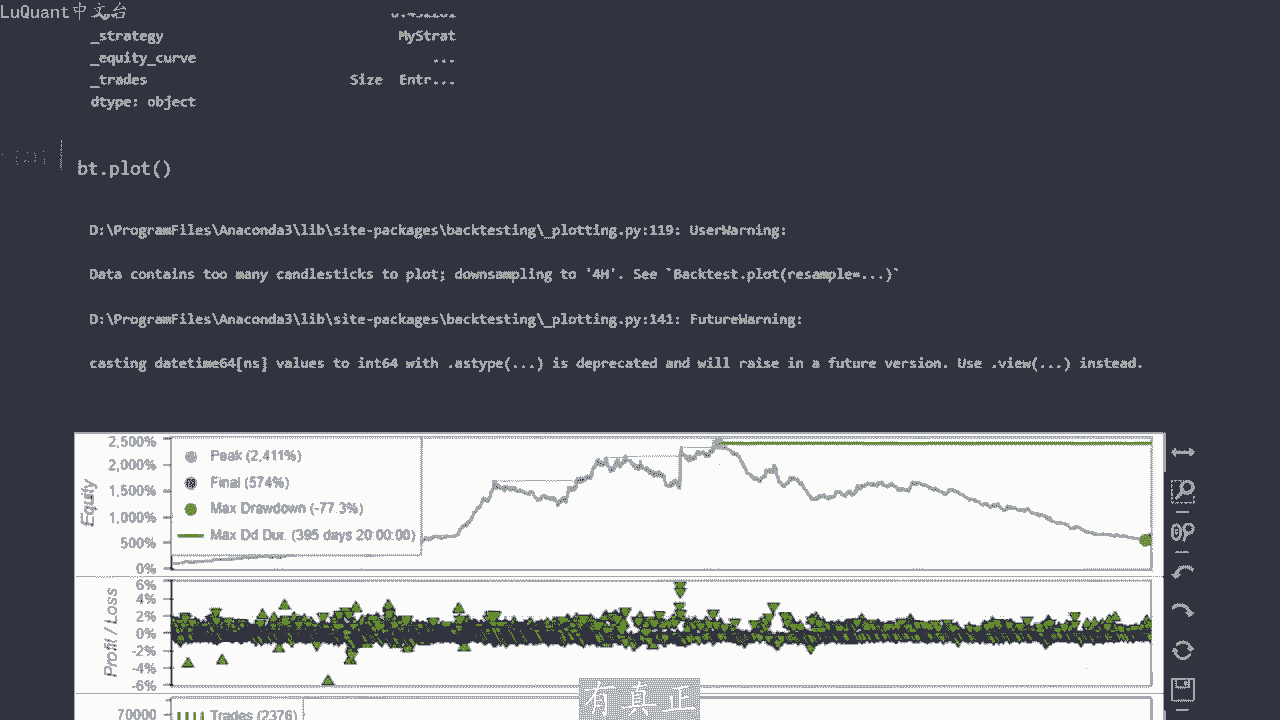 LuQuant中文台
_strategy MyStrat
_equity_curve ...
_trades Size Entr...
dtype: object
bt.plot()
D:\ProgramFlles\Anaconda3\lib\site-packages\backtesting\_plotting.py:119: UserWarning:
Data contains too many candlesticks to plot; downsampling to '4H'. See `Backtest.plot(resample=...)`
D:\ProgramFiles\Anaconda3\lib\site-packages\backtesting\_plotting.py:141: FutureWarning:
casting datetime64[ns] values to int64 with .astype(...) is deprecated and will raise in a future version. Use .view(...) instead.
Equity
2,500%
2,000%
1,500%
1,000%
500%
0%
Peak (2,411%)
Final (574%)
Max Drawdown (-77.3%)
Max Dd Dur. (395 days 20:00:00)
Profit / Loss
6%
4%
2%
0%
-2%
-4%
-6%
70000
Trades (2376)
有真正